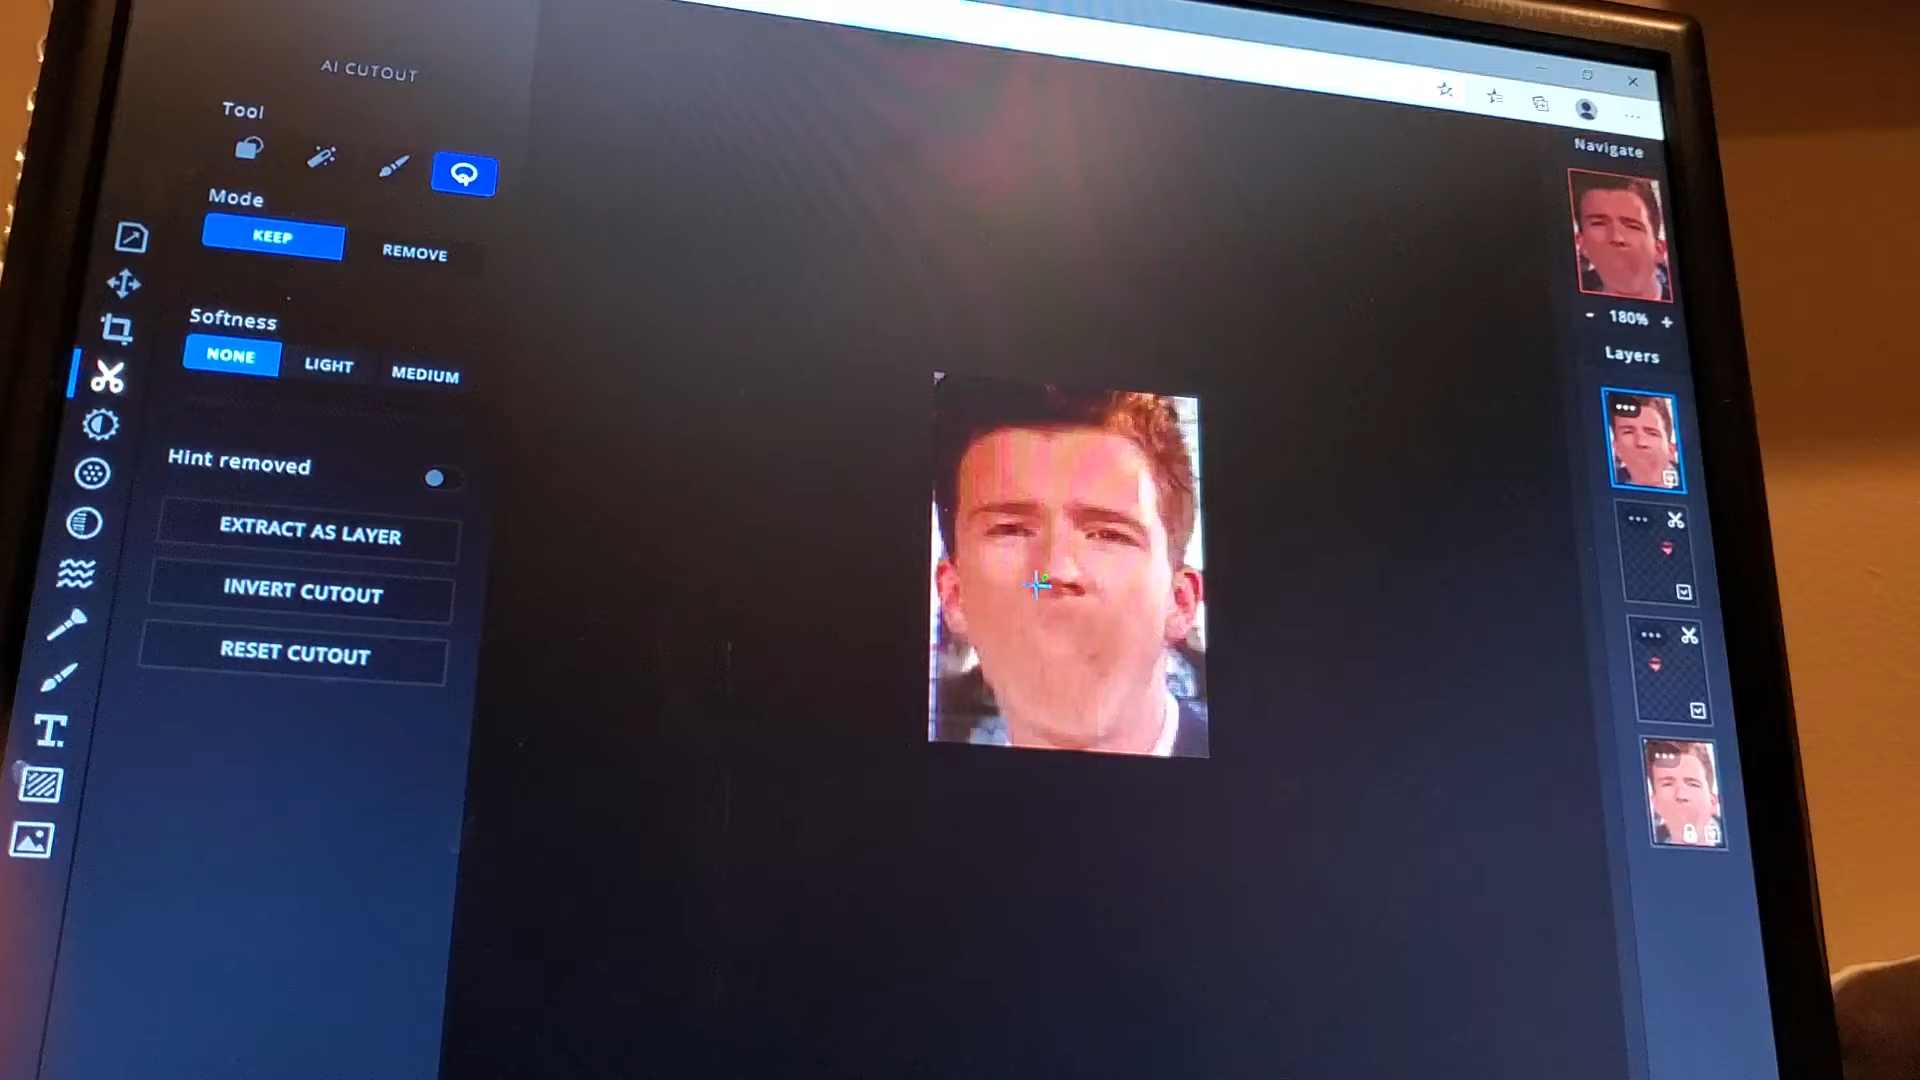 AI CUTOUT
Tool
Mode
KEEP
REMOVE
Softness
NONE
LIGHT
MEDIUM
Hint removed
EXTRACT AS LAYER
INVERT CUTOUT
RESET CUTOUT
T.
Navigate
- 180% +
Layers